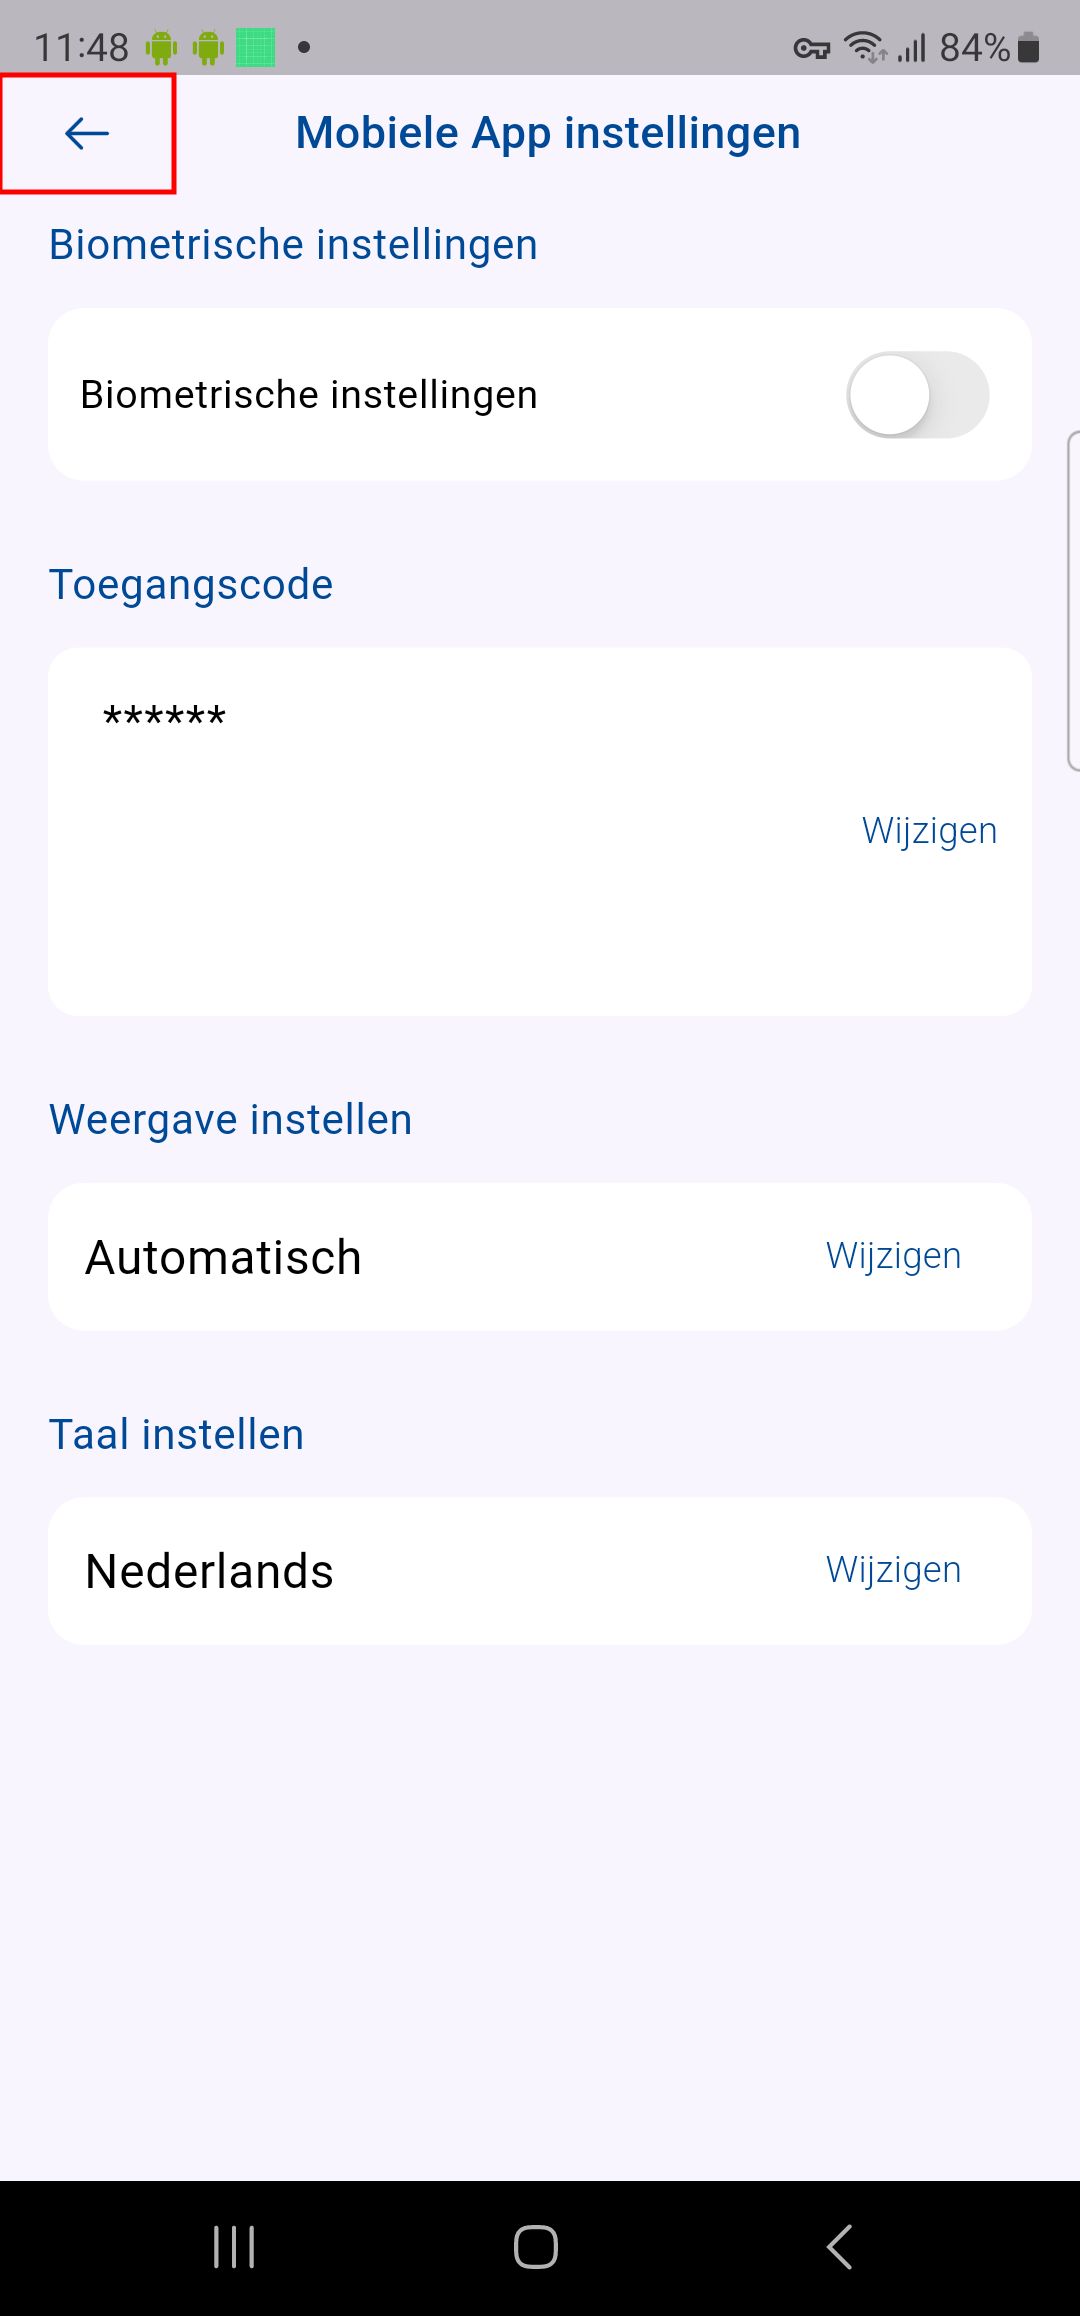 11:48 84%
Mobiele App instellingen
Biometrische instellingen
Biometrische instellingen
Toegangscode
******
Wijzigen
Weergave instellen
Automatisch Wijzigen
Taal instellen
Nederlands Wijzigen